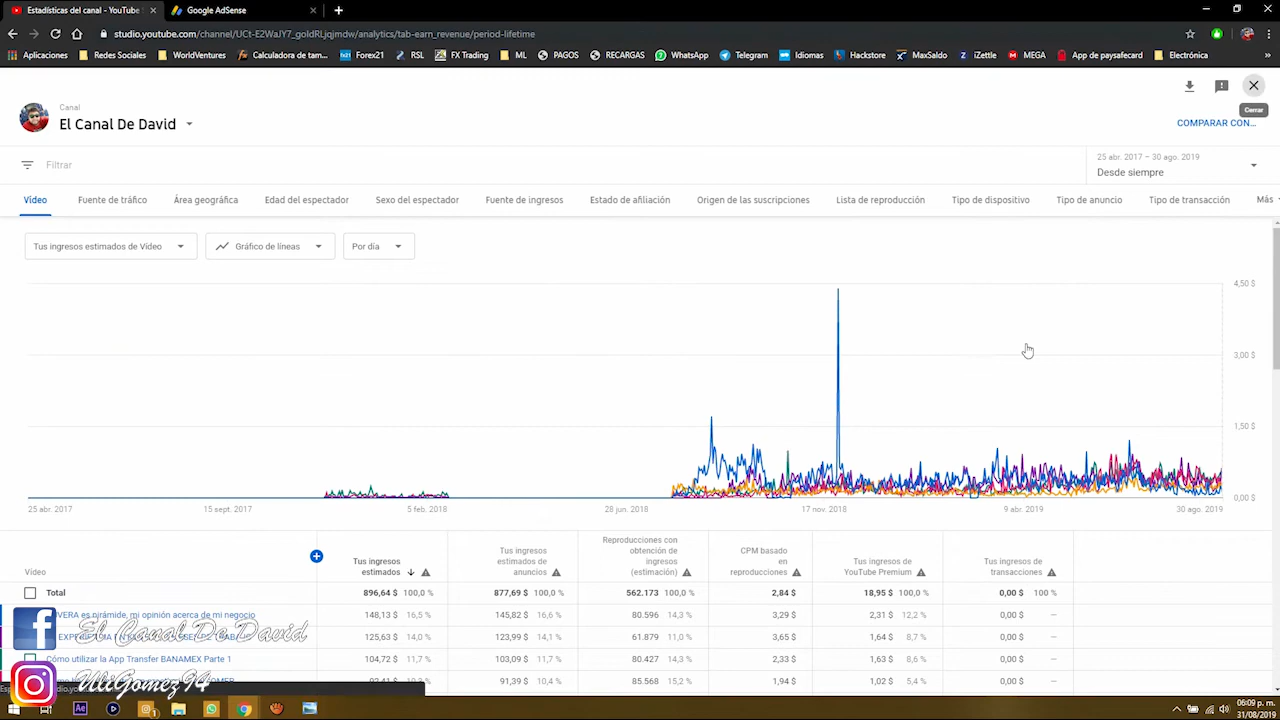 Estadísticas del canal - YouTube
Google AdSense
studio.youtube.com/channel/UCt-E2WaJY7_goIdRLjqjmdw/analytics/tab-earn_revenue/period-lifetime
Aplicaciones
Redes Sociales
WorldVentures
Calculadora de tam...
Forex21
RSL
FX Trading
ML
PAGOS
RECARGAS
WhatsApp
Telegram
Idiomas
Hackstore
MaxSaldo
iZettle
MEGA
App de paysafecard
Electrónica
»
Canal
El Canal De David
Cerrar
COMPARAR CON...
Filtrar
25 abr. 2017 – 30 ago. 2019
Desde siempre
Vídeo
Fuente de tráfico
Área geográfica
Edad del espectador
Sexo del espectador
Fuente de ingresos
Estado de afiliación
Origen de las suscripciones
Lista de reproducción
Tipo de dispositivo
Tipo de anuncio
Tipo de transacción
Más
Tus ingresos estimados de Vídeo
Gráfico de líneas
Por día
4,50 $
3,00 $
1,50 $
0,00 $
25 abr. 2017
15 sept. 2017
5 feb. 2018
28 jun. 2018
17 nov. 2018
9 abr. 2019
30 ago. 2019
Vídeo
Tus ingresos
estimados
Tus ingresos
estimados de
anuncios
Reproducciones con
obtención de
ingresos
(estimación)
CPM basado
en
reproducciones
Tus ingresos de
YouTube Premium
Tus ingresos de
transacciones
Total 896,64 $ 100,0 % 877,69 $ 100,0 % 562.173 100,0 % 2,84 $ 18,95 $ 100,0 % 0,00 $ 100 %
VERA es pirámide, mi opinión acerca de mi negocio 148,13 $ 16,5 % 145,82 $ 16,6 % 80.596 14,3 % 3,29 $ 2,31 $ 12,2 % 0,00 $ —
125,63 $ 14,0 % 123,99 $ 14,1 % 61.879 11,0 % 3,65 $ 1,64 $ 8,7 % 0,00 $ —
El Canal De David
Cómo utilizar la App Transfer BANAMEX Parte 1 104,72 $ 11,7 % 103,09 $ 11,7 % 80.427 14,3 % 2,33 $ 1,63 $ 8,6 % 0,00 $ —
91,39 $ 10,4 % 85.568 15,2 % 1,94 $ 1,02 $ 5,4 % 0,00 $ —
UliGomez94
06:09 p. m.
31/08/2019